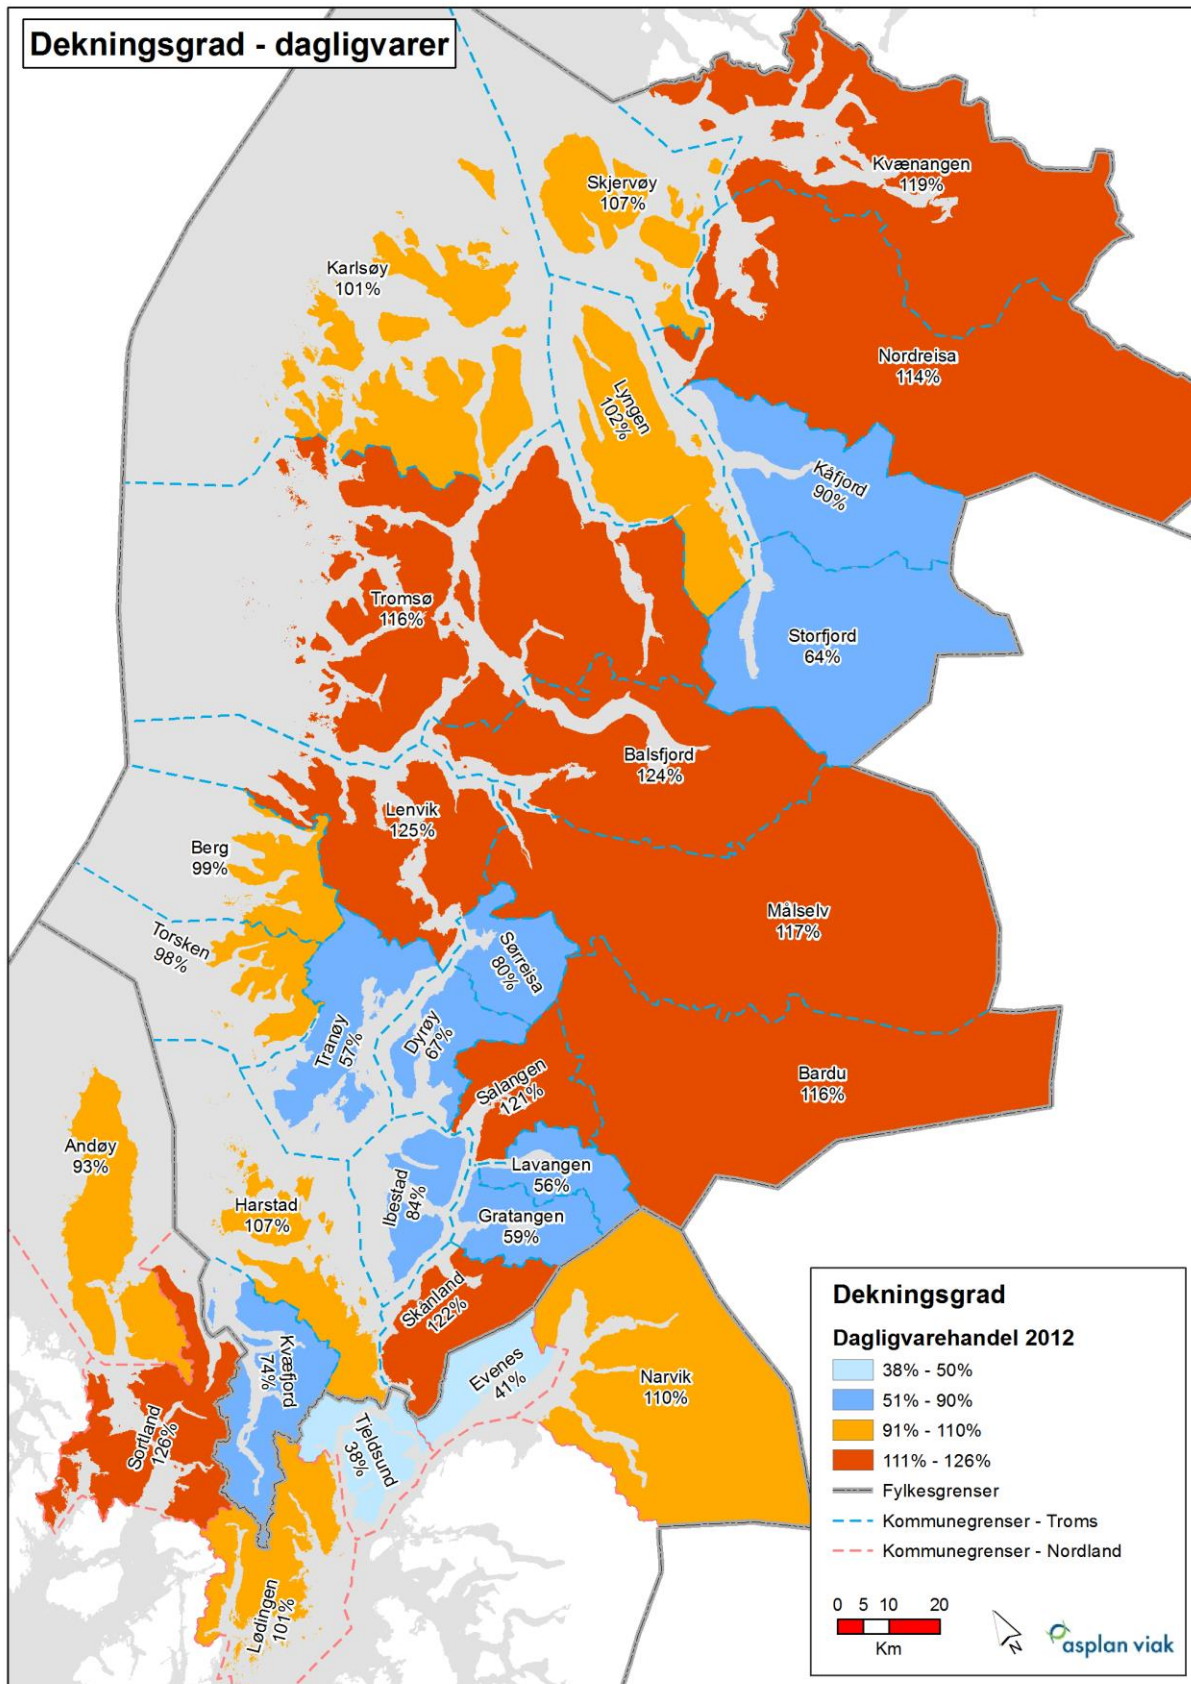 Dekningsgrad - dagligvarer
Kvænangen
119%
Skjervøy
107%
Karlsøy
101%
Nordreisa
114%
Lyngen
102%
Kåfjord
90%
Tromsø
116%
Storfjord
64%
Balsfjord
124%
Lenvik
125%
Berg
99%
Målselv
117%
Torsken
98%
Sørreisa
80%
Tranøy
57%
Dyrøy
67%
Bardu
116%
Salangen
121%
Andøy
93%
Lavangen
56%
Ibestad
84%
Harstad
107%
Gratangen
59%
Skånland
122%
Kvæfjord
74%
Evenes
41%
Narvik
110%
Sortland
126%
Tjeldsund
38%
Lødingen
101%
Dekningsgrad
Dagligvarehandel 2012
38% - 50%
51% - 90%
91% - 110%
111% - 126%
Fylkesgrenser
Kommunegrenser - Troms
Kommunegrenser - Nordland
0 5 10 20
Km
N
asplan viak